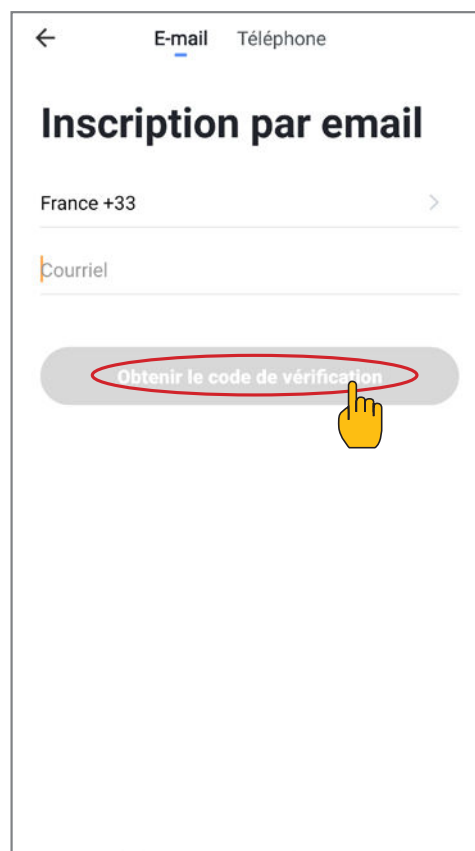 E-mail Téléphone
Inscription par email
France +33
Courriel
Obtenir le code de vérification